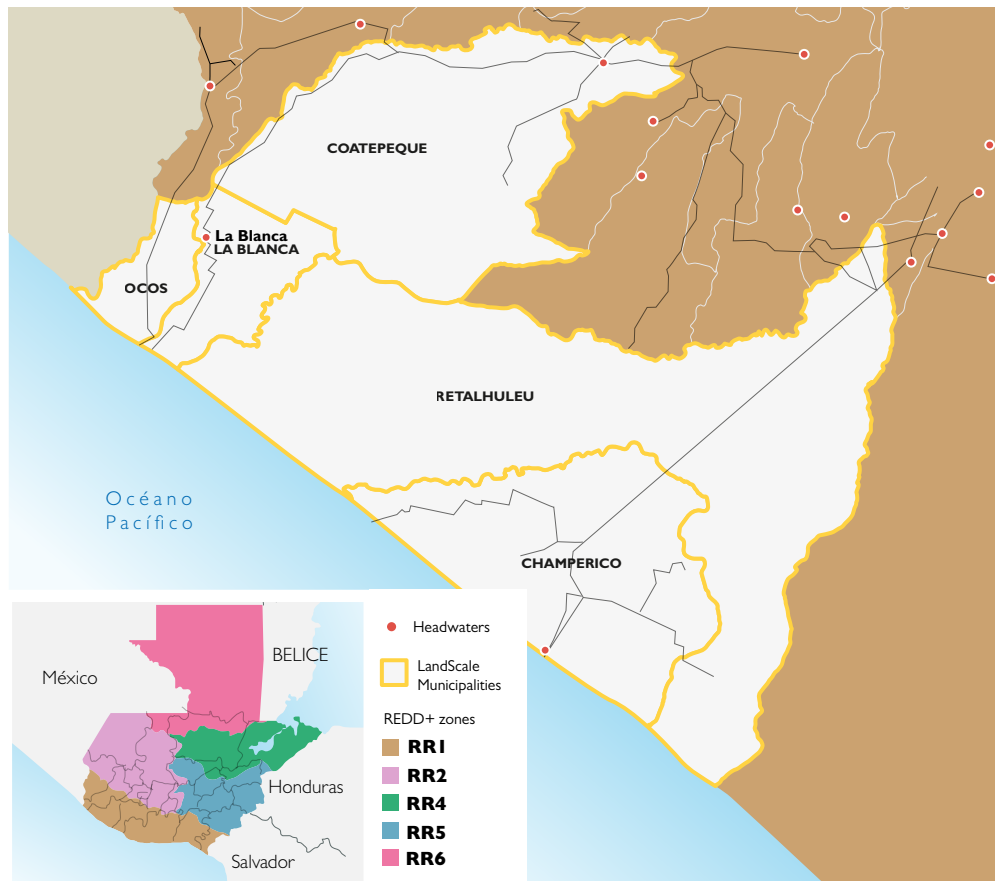 COATEPEQUE
La Blanca
LA BLANCA
OCOS
RETALHULEU
Océano
Pacífico
CHAMPERICO
México
BELICE
Honduras
Salvador
Headwaters
LandScale
Municipalities
REDD+ zones
RR1
RR2
RR4
RR5
RR6